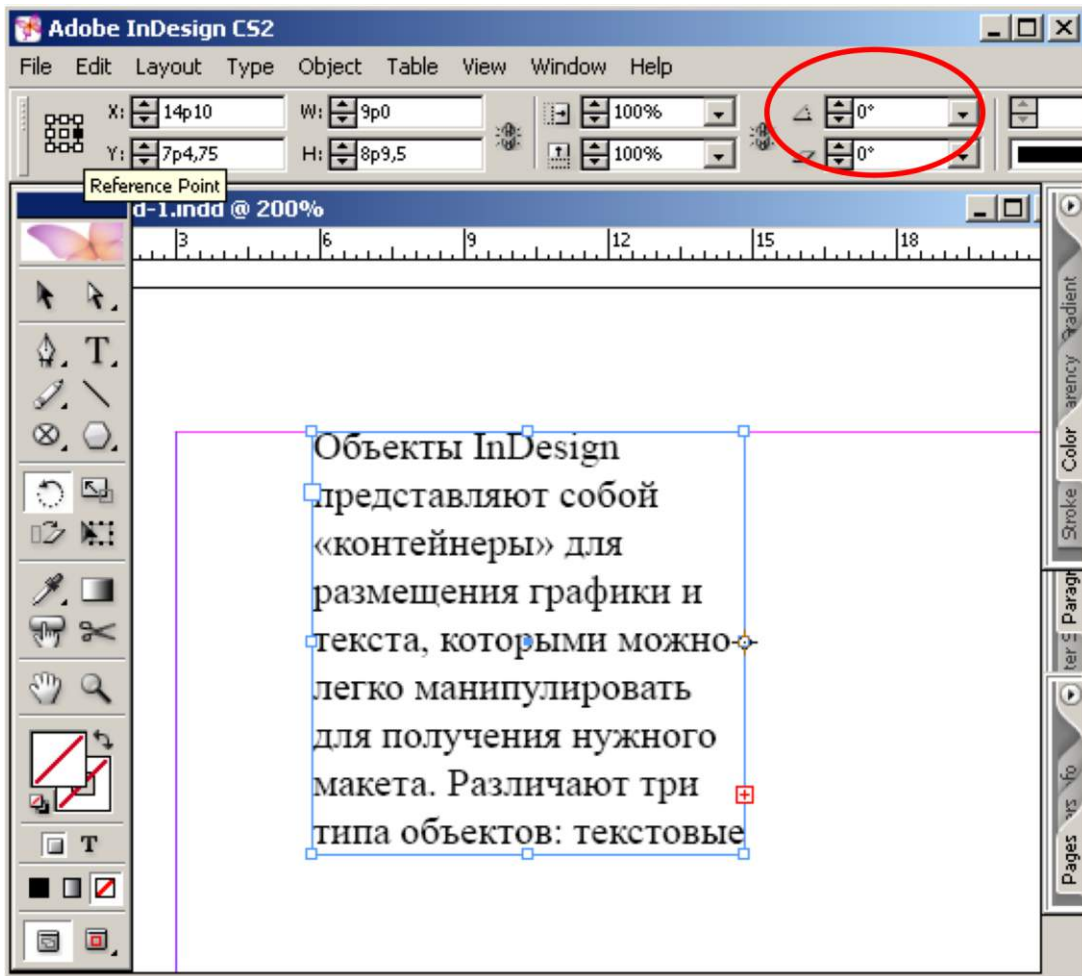 Adobe InDesign CS2
File Edit Layout Type Object Table View Window Help
X: 14p10 W: 9p0 100% 0°
Y: 7p4,75 H: 8p9,5 100% 0°
Reference Point
d-1.indd @ 200%
3 6 9 12 15 18
T
Объекты InDesign
представляют собой
«контейнеры» для
размещения графики и
текста, которыми можно
легко манипулировать
для получения нужного
макета. Различают три
типа объектов: текстовые
T
Gradient
arency
Color
Stroke
Paragr
ter S
Pages